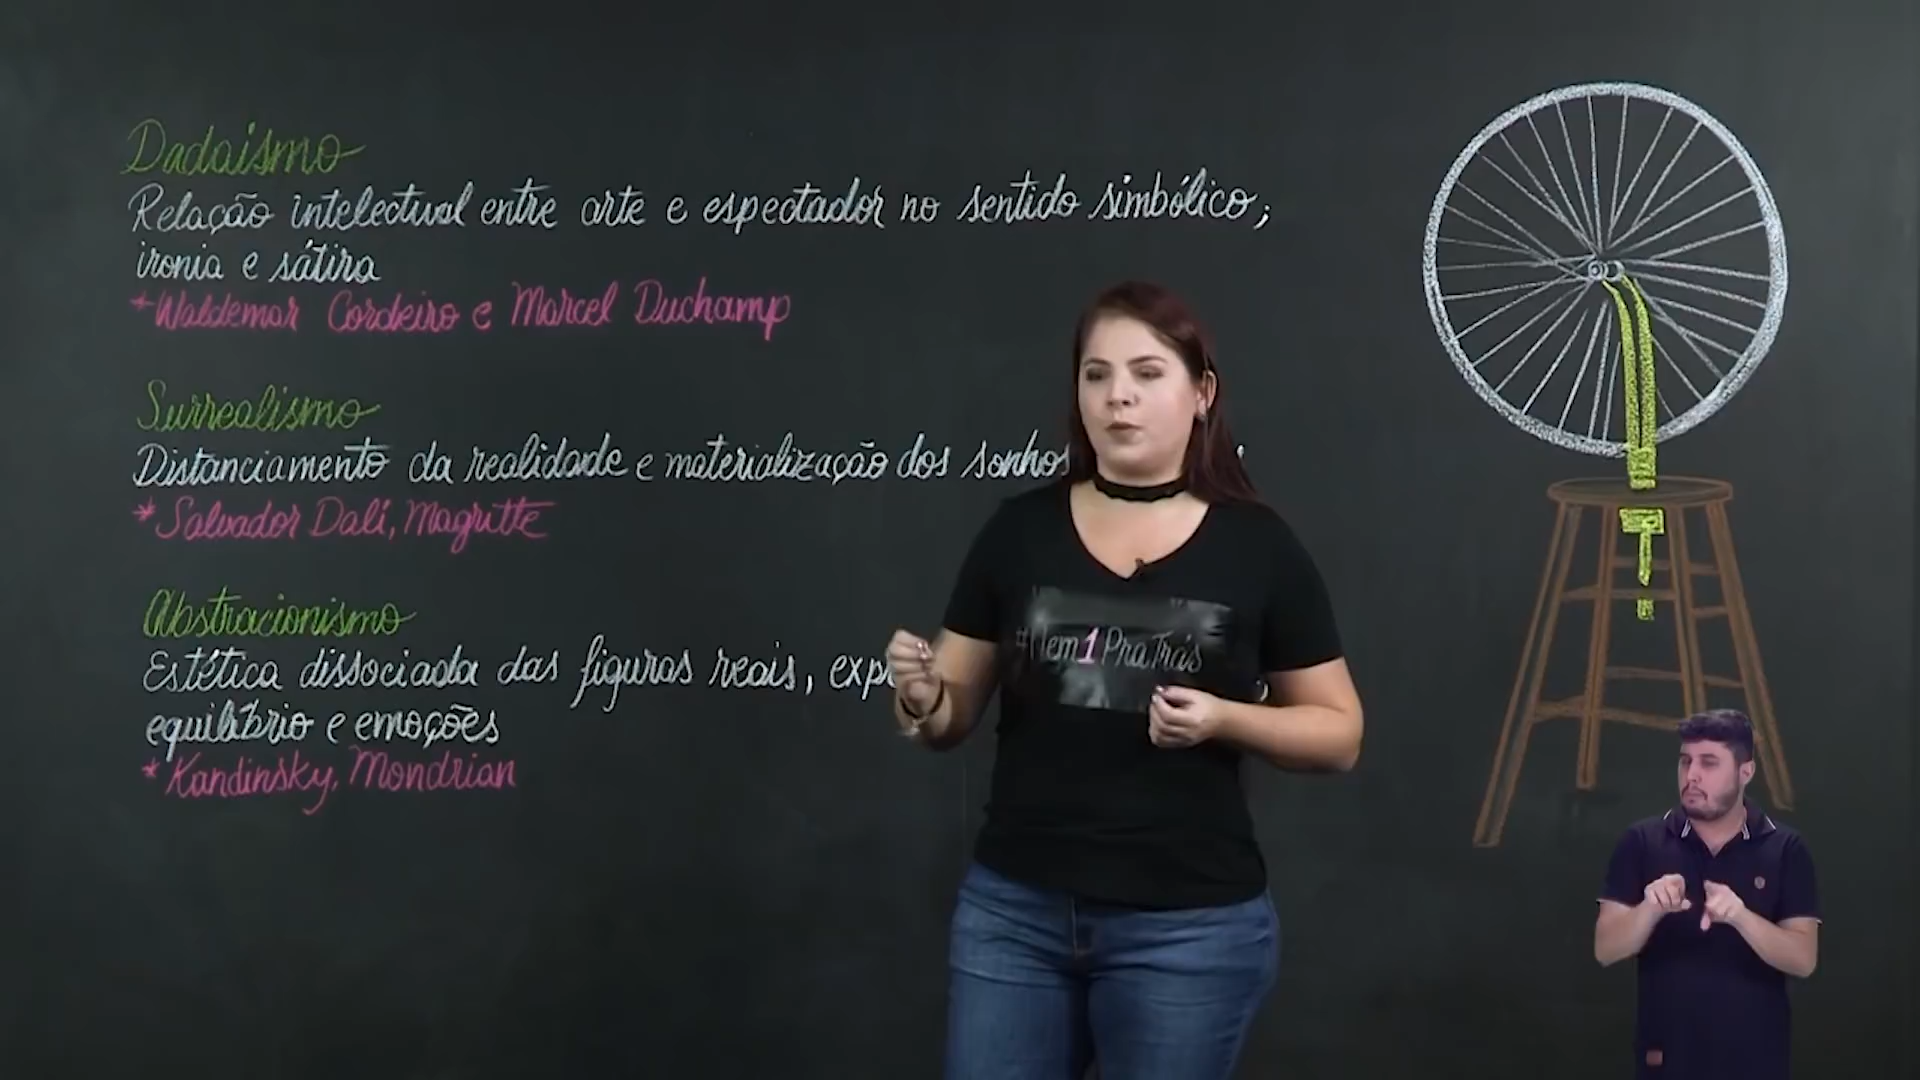 Dadaismo
Relação intelectual entre arte e espectador no sentido simbólico;
ironia e sátira
*Waldemar Cordeiro e Marcel Duchamp
Surrealismo
Distanciamento da realidade e materialização dos sonhos
*Salvador Dalí, Magritte
Abstracionismo
Estética dissociada das figuras reais,
equilíbrio e emoções
*Kandinsky, Mondrian
#Nem1PraTrás